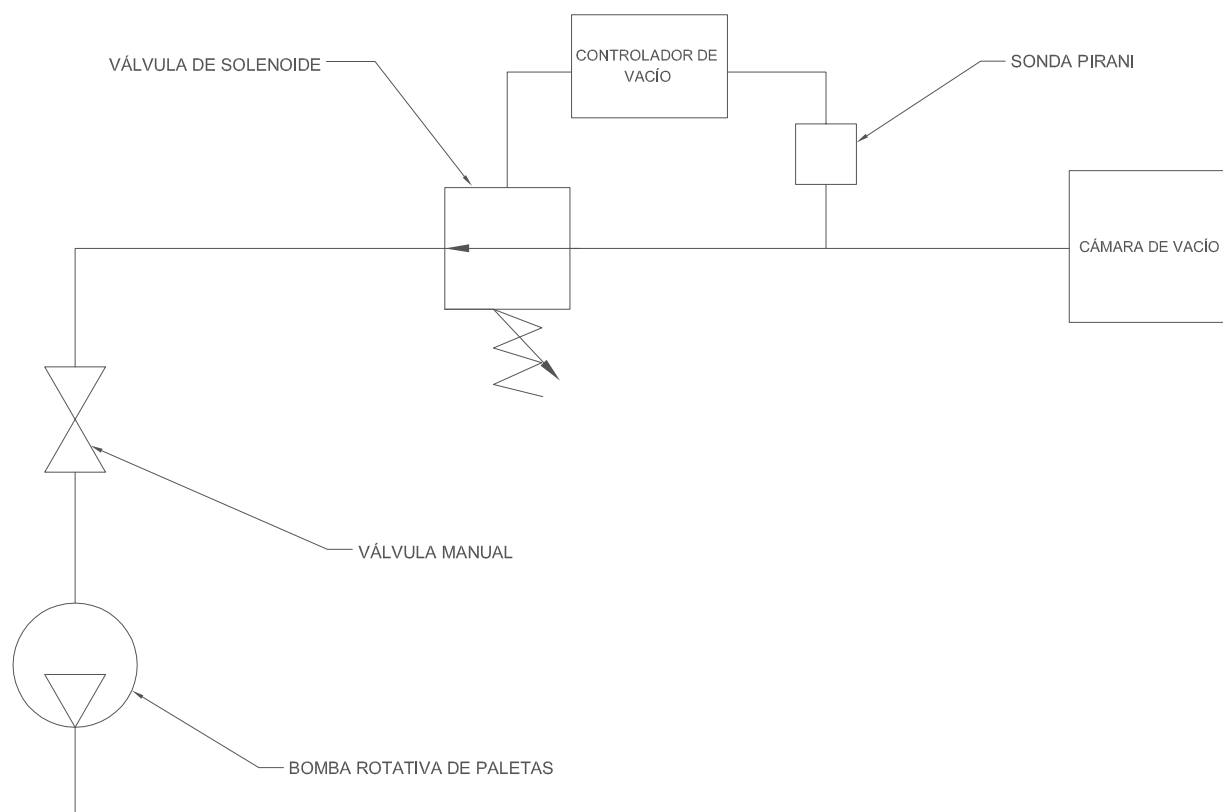 CONTROLADOR DE
VACÍO
VÁLVULA DE SOLENOIDE
SONDA PIRANI
CÁMARA DE VACÍO
VÁLVULA MANUAL
BOMBA ROTATIVA DE PALETAS